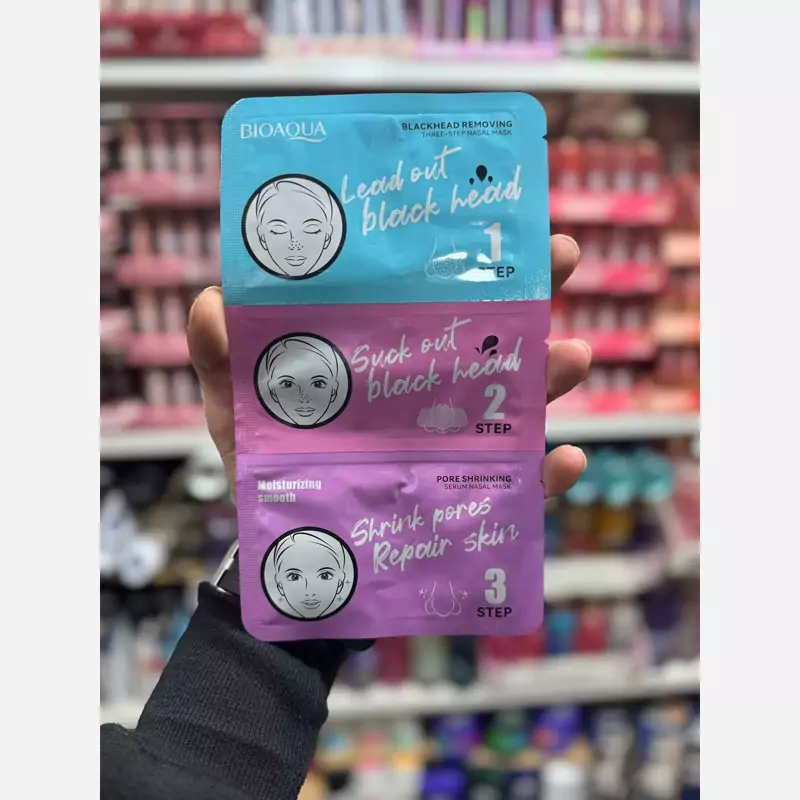 BIOAQUA
BLACKHEAD REMOVING
THREE-STEP NASAL MASK
Lead out
black head
1
STEP
Suck out
black head
2
STEP
Moisturizing
smooth
PORE SHRINKING
SERUM NASAL MASK
Shrink pores
Repair skin
3
STEP